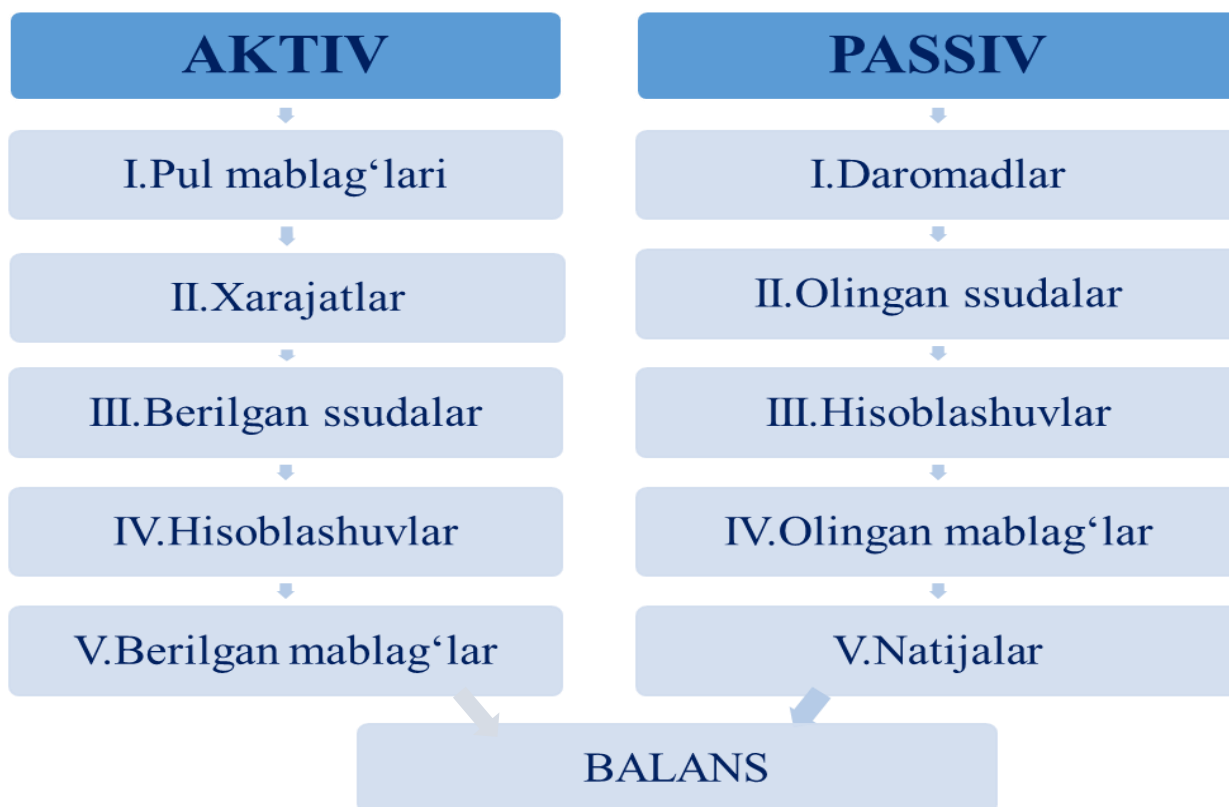 AKTIV
I.Pul mablag‘lari
II.Xarajatlar
III.Berilgan ssudalar
IV.Hisoblashuvlar
V.Berilgan mablag‘lar
PASSIV
I.Daromadlar
II.Olingan ssudalar
III.Hisoblashuvlar
IV.Olingan mablag‘lar
V.Natijalar
BALANS